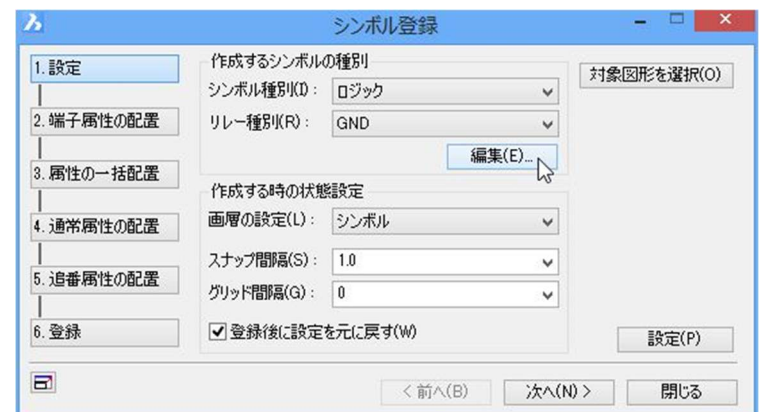 シンボル登録
1. 設定
2. 端子属性の配置
3. 属性の一括配置
4. 通常属性の配置
5. 追番属性の配置
6. 登録
作成するシンボルの種別
シンボル種別(I)： ロジック
リレー種別(R)： GND
編集(E)...
作成する時の状態設定
画層の設定(L)： シンボル
スナップ間隔(S)： 1.0
グリッド間隔(G)： 0
登録後に設定を元に戻す(W)
対象図形を選択(O)
設定(P)
< 前へ(B)
次へ(N) >
閉じる